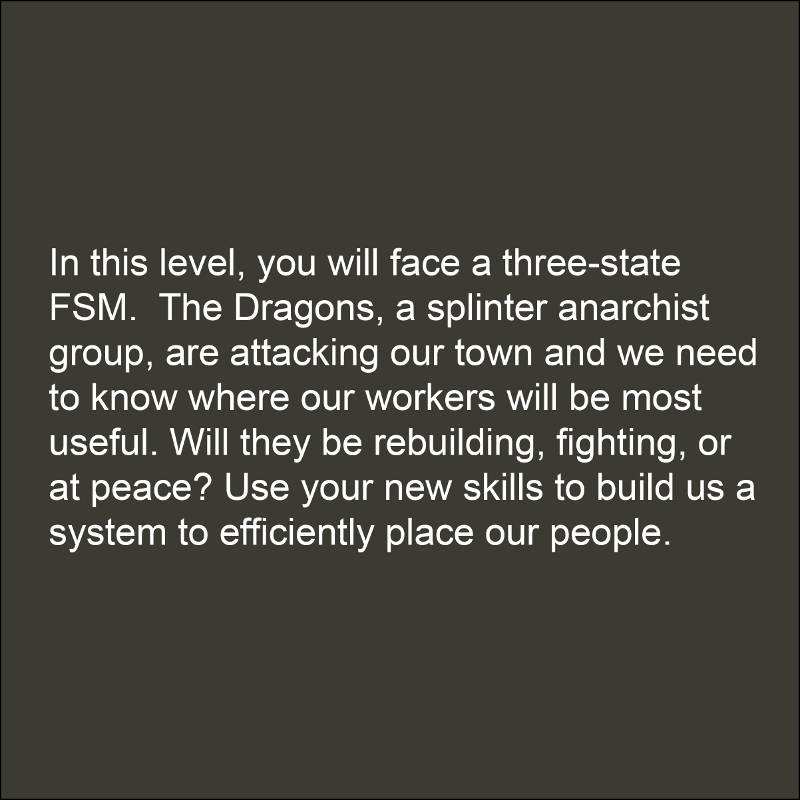 In this level, you will face a three-state
FSM.  The Dragons, a splinter anarchist
group, are attacking our town and we need
to know where our workers will be most
useful. Will they be rebuilding, fighting, or
at peace? Use your new skills to build us a
system to efficiently place our people.